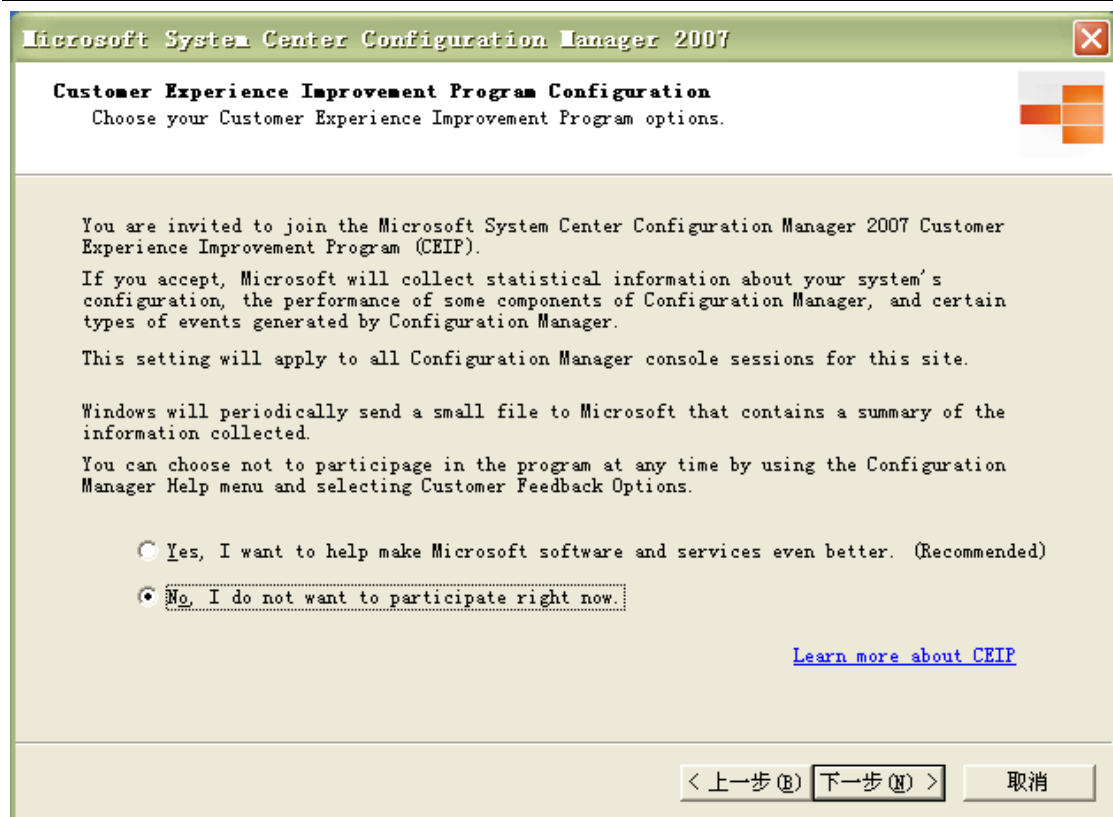 Microsoft System Center Configuration Manager 2007
Customer Experience Improvement Program Configuration
Choose your Customer Experience Improvement Program options.
You are invited to join the Microsoft System Center Configuration Manager 2007 Customer
Experience Improvement Program (CEIP).
If you accept, Microsoft will collect statistical information about your system's
configuration, the performance of some components of Configuration Manager, and certain
types of events generated by Configuration Manager.
This setting will apply to all Configuration Manager console sessions for this site.
Windows will periodically send a small file to Microsoft that contains a summary of the
information collected.
You can choose not to participage in the program at any time by using the Configuration
Manager Help menu and selecting Customer Feedback Options.
Yes, I want to help make Microsoft software and services even better. (Recommended)
No, I do not want to participate right now.
Learn more about CEIP
< 上一步(B) 下一步(N) > 取消